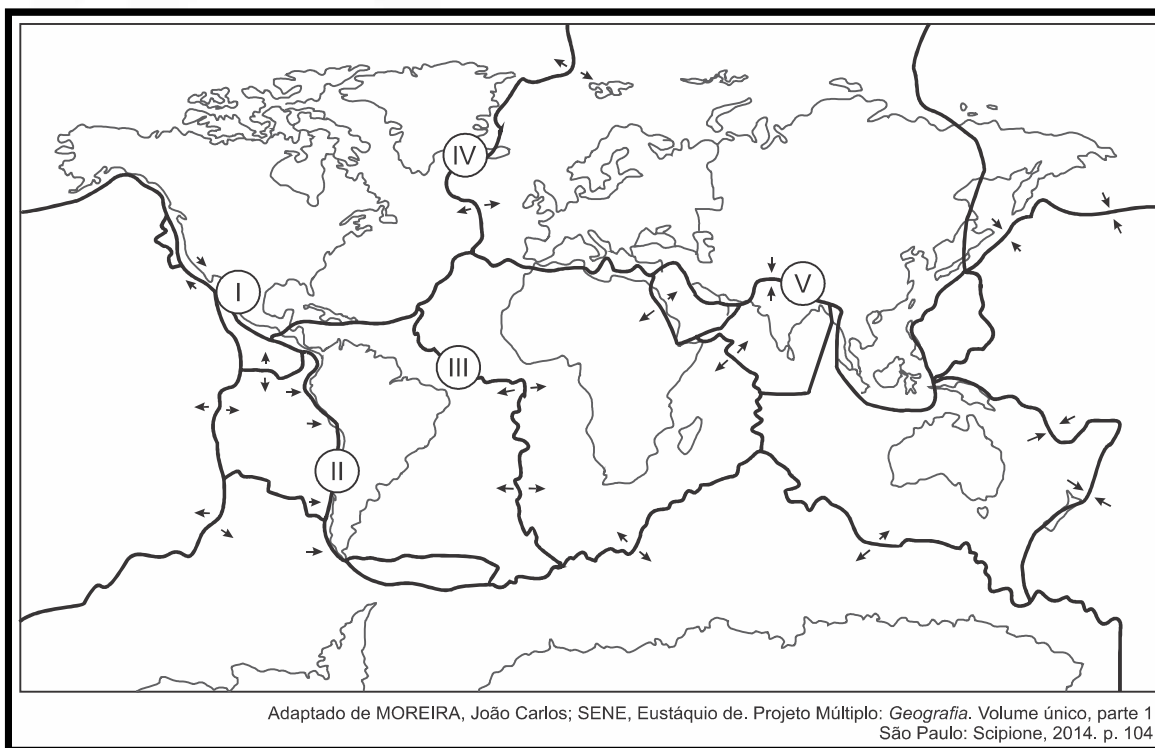 IV
I
V
III
II
Adaptado de MOREIRA, João Carlos; SENE, Eustáquio de. Projeto Múltiplo: Geografia. Volume único, parte 1
São Paulo: Scipione, 2014. p. 104